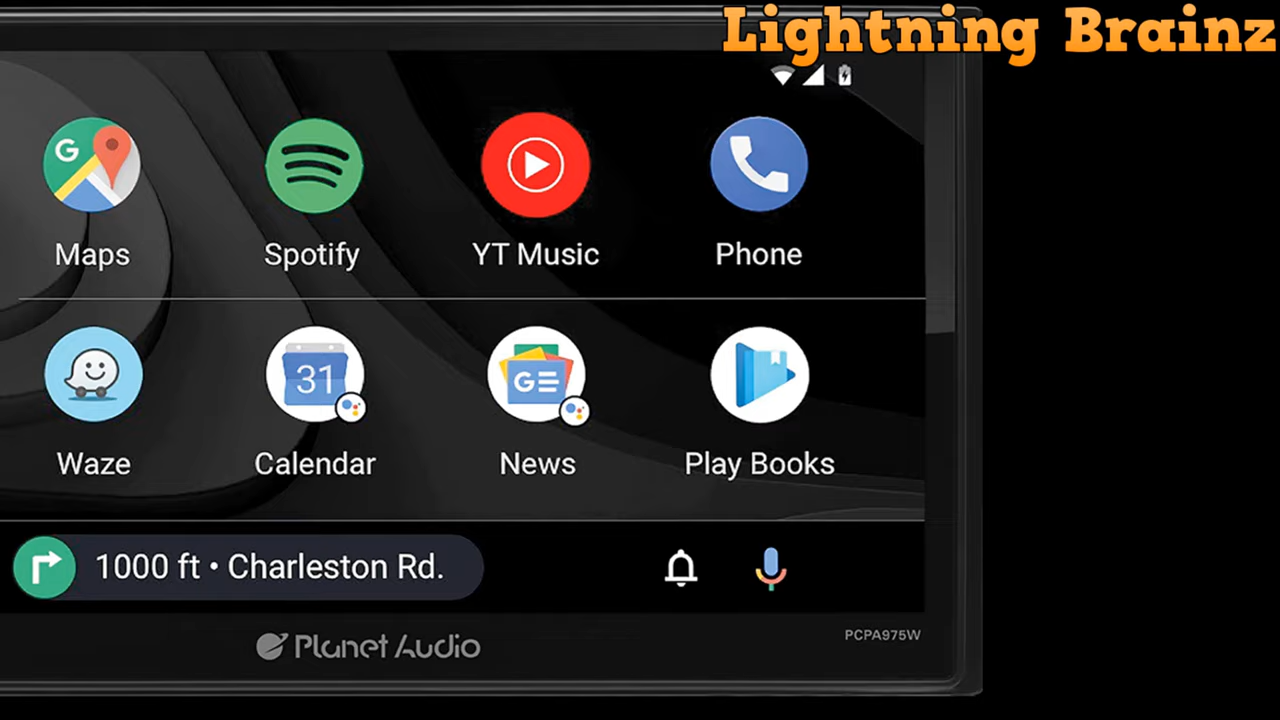 Lightning Brainz
G
Maps
Spotify
YT Music
Phone
31
GE
Waze
Calendar
News
Play Books
1000 ft • Charleston Rd.
Planet Audio
PCPA975W